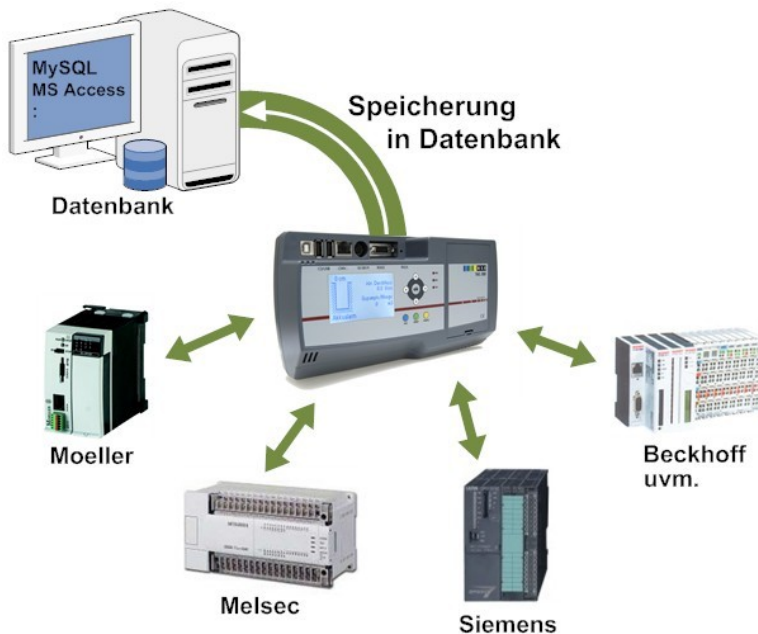 MySQL
MS Access
:
Speicherung
in Datenbank
Datenbank
Moeller
Beckhoff
uvm.
Melsec
Siemens